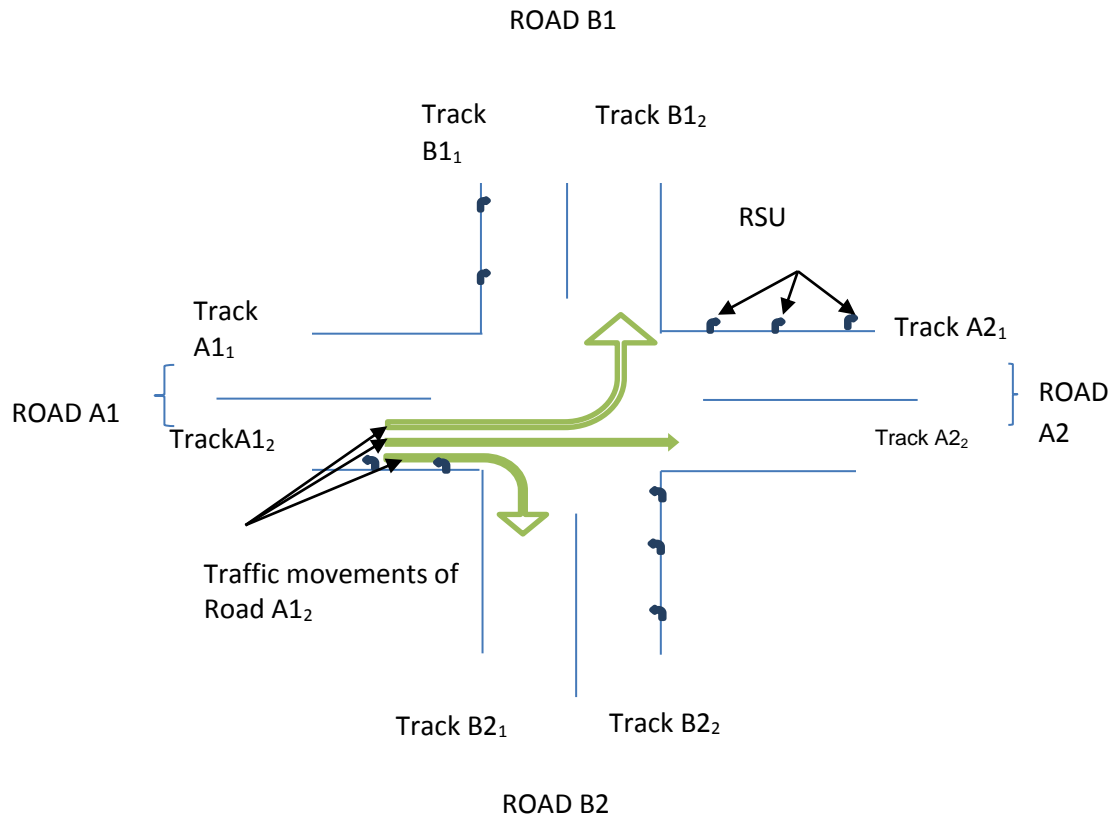 ROAD B1
Track
B1₁
Track B1₂
RSU
Track
A1₁
Track A2₁
ROAD A1
ROAD
A2
TrackA1₂
Track A2₂
Traffic movements of
Road A1₂
Track B2₁
Track B2₂
ROAD B2